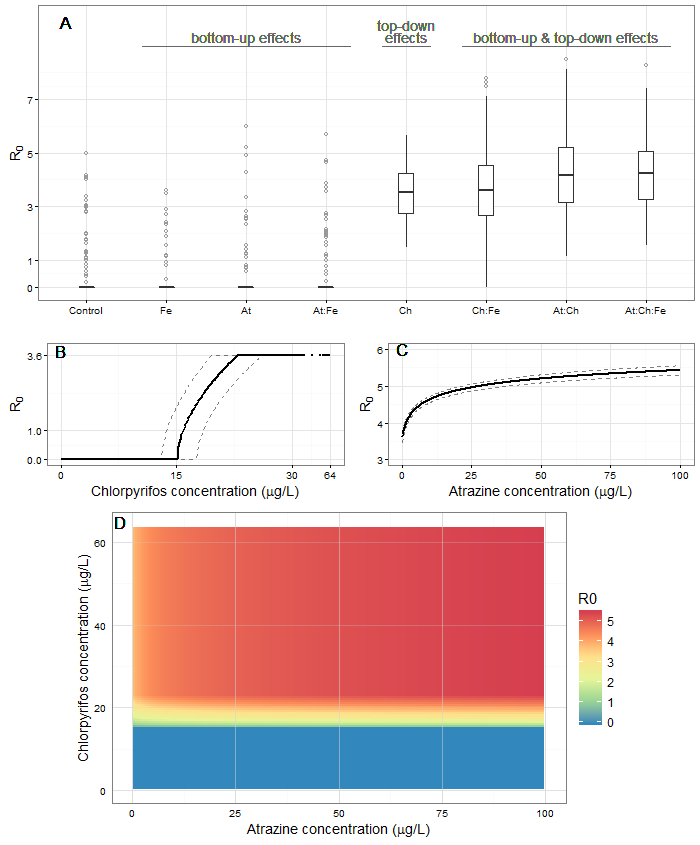 A
bottom-up effects
top-down
effects
bottom-up & top-down effects
R0
7
5
3
1
0
Control Fe At At:Fe Ch Ch:Fe At:Ch At:Ch:Fe
B
R0
3.6
1.0
0.0
0 15 30 64
Chlorpyrifos concentration (μg/L)
C
R0
6
5
4
3
0 25 50 75 100
Atrazine concentration (μg/L)
D
Chlorpyrifos concentration (μg/L)
60
40
20
0
0 25 50 75 100
Atrazine concentration (μg/L)
R0
5
4
3
2
1
0